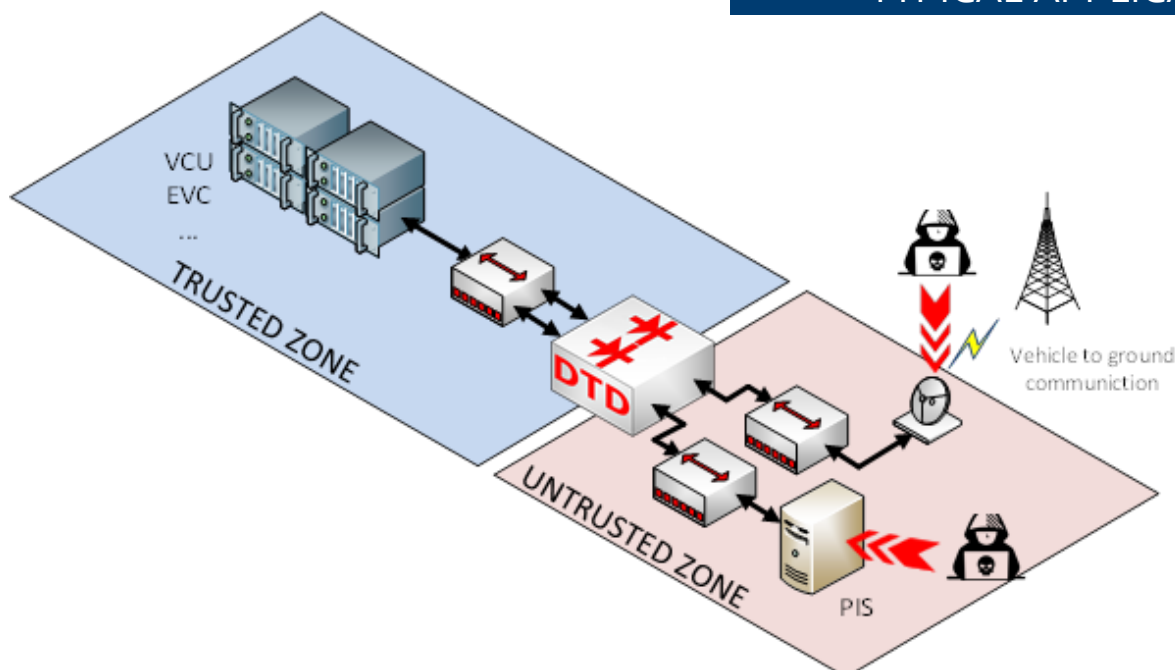 VCU
EVC
...
TRUSTED ZONE
DTD
Vehicle to ground
communiction
UNTRUSTED ZONE
PIS